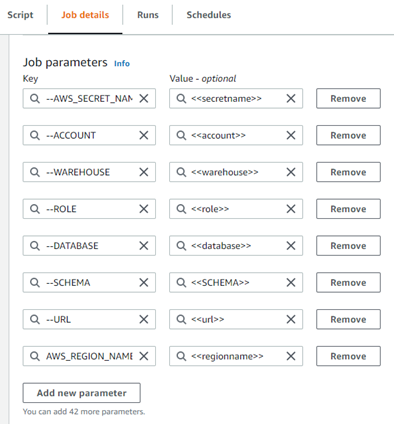 Script Job details Runs Schedules
Job parameters Info
Key Value - optional
--AWS_SECRET_NAM <<secretname>> Remove
--ACCOUNT <<account>> Remove
--WAREHOUSE <<warehouse>> Remove
--ROLE <<role>> Remove
--DATABASE <<database>> Remove
--SCHEMA <<SCHEMA>> Remove
--URL <<url>> Remove
AWS_REGION_NAME <<regionname>> Remove
Add new parameter
You can add 42 more parameters.